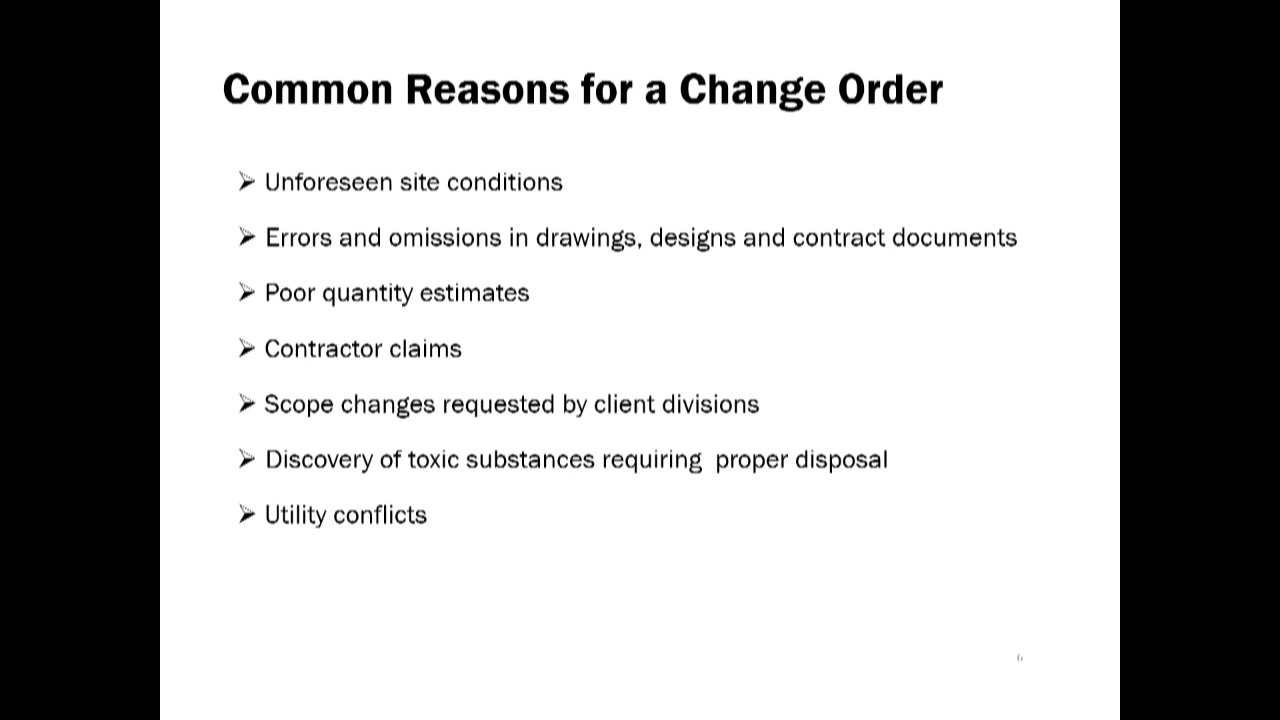 Common Reasons for a Change Order
➢ Unforeseen site conditions
➢ Errors and omissions in drawings, designs and contract documents
➢ Poor quantity estimates
➢ Contractor claims
➢ Scope changes requested by client divisions
➢ Discovery of toxic substances requiring  proper disposal
➢ Utility conflicts